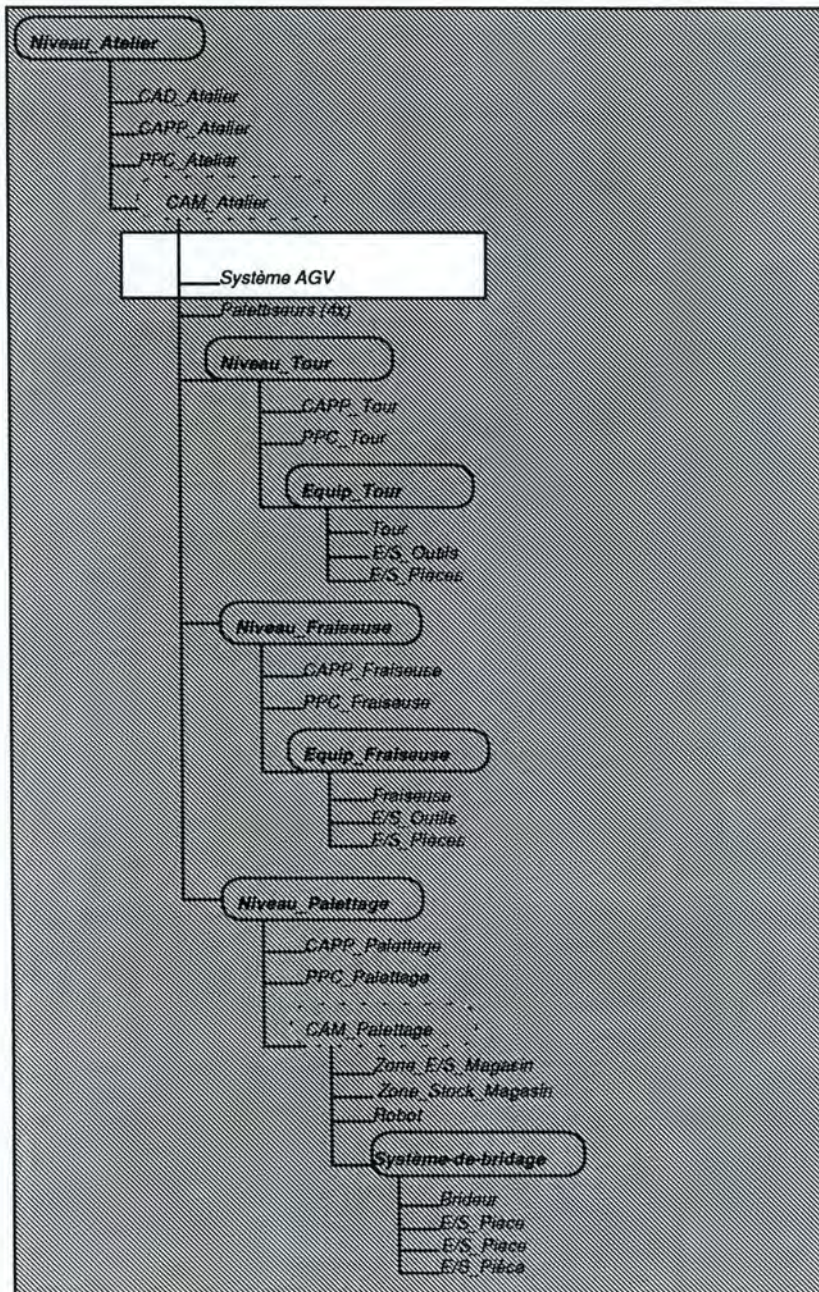 Niveau_Atelier
CAD_Atelier
CAPP_Atelier
PPC_Atelier
CAM_Atelier
Système AGV
Palettiseurs (4x)
Niveau_Tour
CAPP_Tour
PPC_Tour
Equip_Tour
Tour
E/S_Outils
E/S_Pièces
Niveau_Fraiseuse
CAPP_Fraiseuse
PPC_Fraiseuse
Equip_Fraiseuse
Fraiseuse
E/S_Outils
E/S_Pièces
Niveau_Palettage
CAPP_Palettage
PPC_Palettage
CAM_Palettage
Zone_E/S_Magasin
Zone_Stock_Magasin
Robot
Système-de-bridage
Brideur
E/S_Pièce
E/S_Pièce
E/S_Pièce